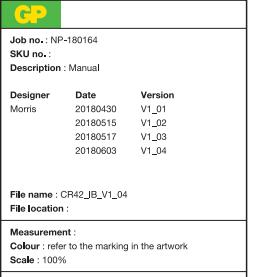 GP
Job no. : NP-180164
SKU no. :
Description : Manual
Designer Date Version
Morris 20180430 V1_01
20180515 V1_02
20180517 V1_03
20180603 V1_04
File name : CR42_IB_V1_04
File location :
Measurement :
Colour : refer to the marking in the artwork
Scale : 100%